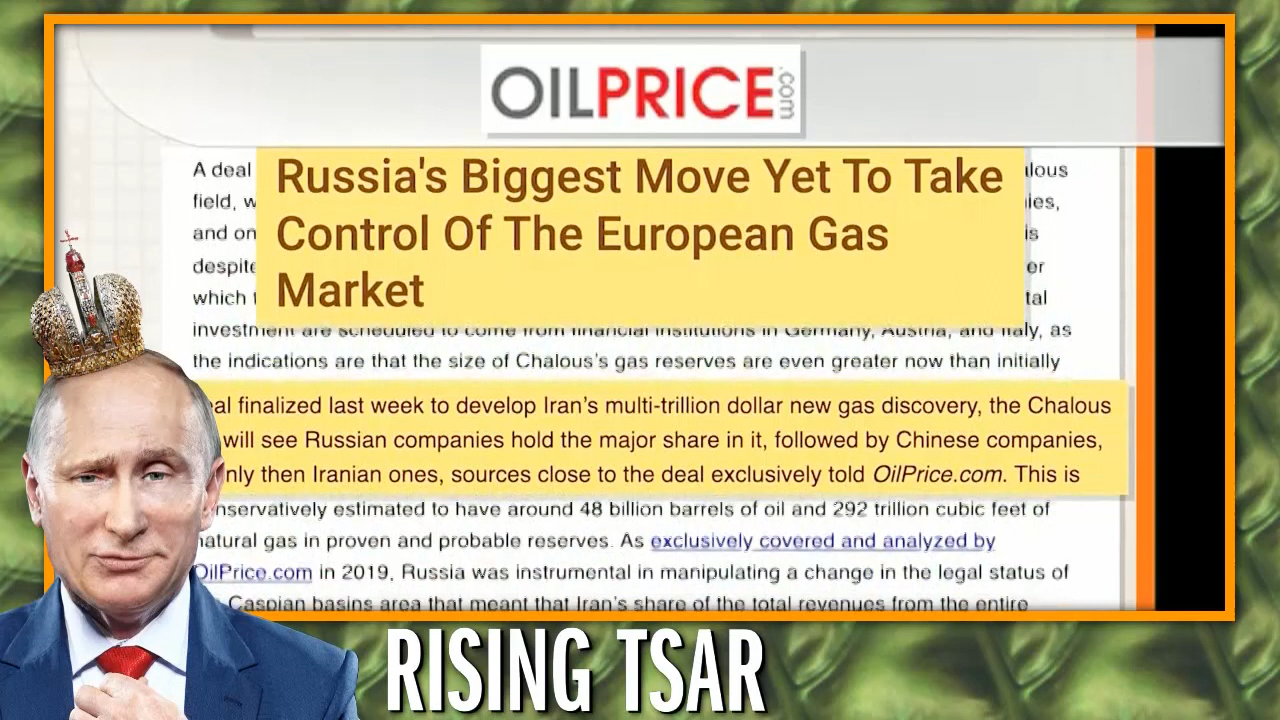 OILPRICE.com
Russia's Biggest Move Yet To Take
Control Of The European Gas
Market
A deal
field, w
and on
despite
which
investment are scheduled to come from financial institutions in Germany, Austria, and Italy, as
the indications are that the size of Chalous's gas reserves are even greater now than initially
al finalized last week to develop Iran's multi-trillion dollar new gas discovery, the Chalous
will see Russian companies hold the major share in it, followed by Chinese companies,
nly then Iranian ones, sources close to the deal exclusively told OilPrice.com. This is
nservatively estimated to have around 48 billion barrels of oil and 292 trillion cubic feet of
natural gas in proven and probable reserves. As exclusively covered and analyzed by
OilPrice.com in 2019, Russia was instrumental in manipulating a change in the legal status of
Caspian basins area that meant that Iran's share of the total revenues from the entire
RISING TSAR